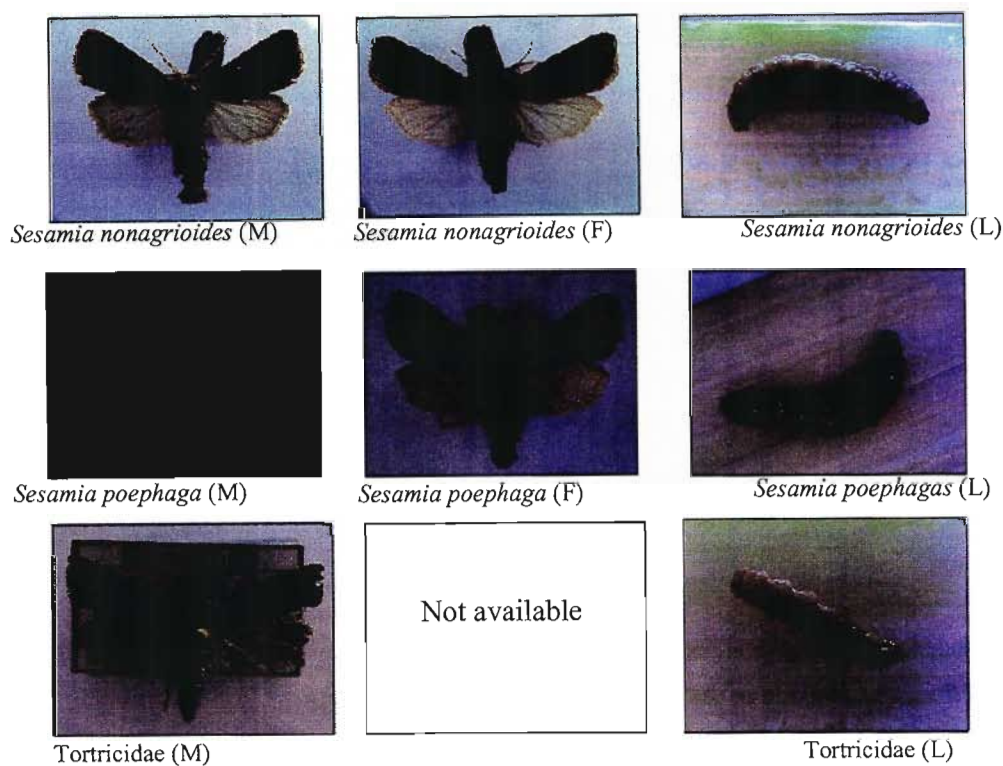 Sesamia nonagrioides (M)
Sesamia nonagrioides (F)
Sesamia nonagrioides (L)
Sesamia poephaga (M)
Sesamia poephaga (F)
Sesamia poephagas (L)
Not available
Tortricidae (M)
Tortricidae (L)